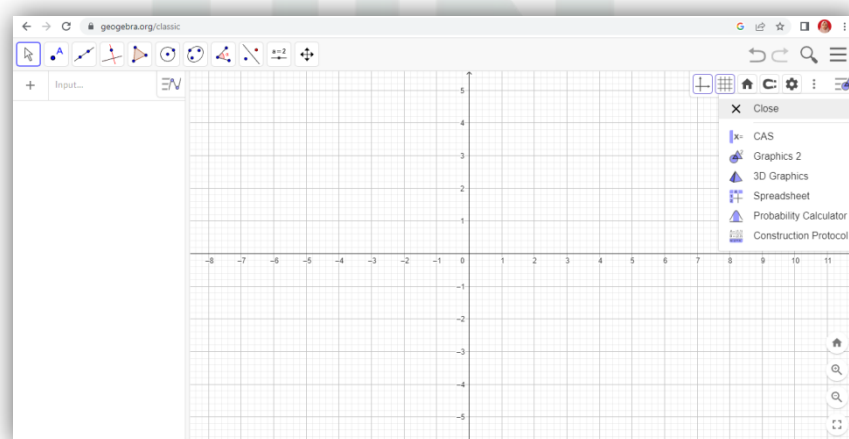 geogebra.org/classic
A
a=2
+ Input...
N
Close
x= CAS
Graphics 2
3D Graphics
Spreadsheet
Probability Calculator
Construction Protocol
5
4
3
2
1
-8 -7 -6 -5 -4 -3 -2 -1 0 1 2 3 4 5 6 7 8 9 10 11
-1
-2
-3
-4
-5